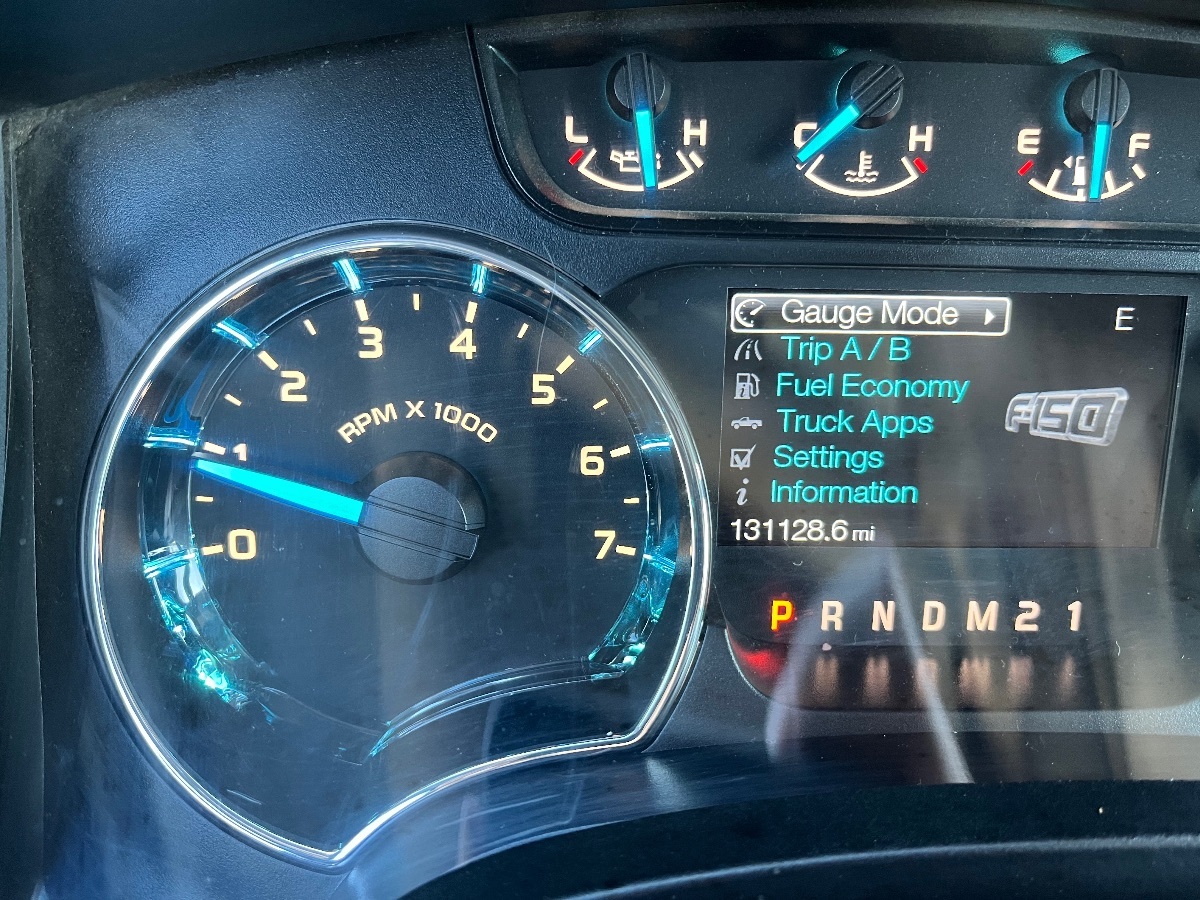 L H
C H
E F
0
1
2
3
4
5
6
7
RPM X 1000
Gauge Mode
E
Trip A / B
Fuel Economy
Truck Apps
Settings
Information
F-150
131128.6 mi
P R N D M 2 1